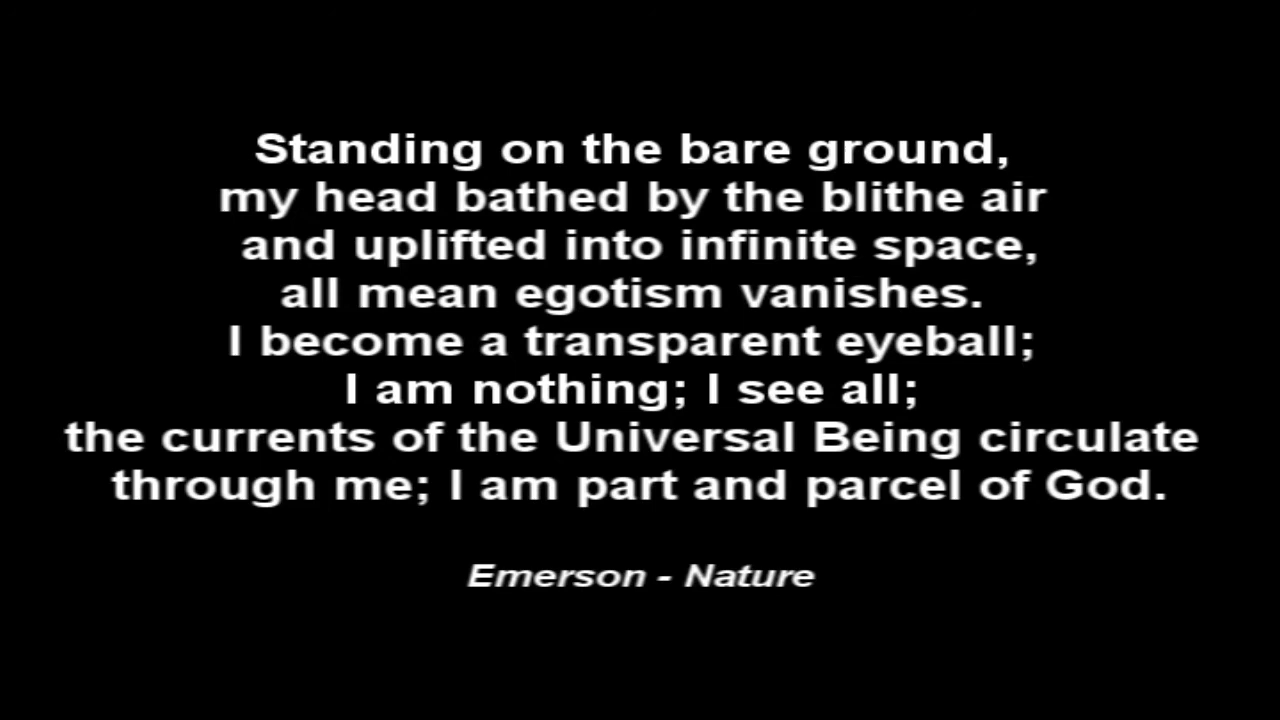 Standing on the bare ground,
my head bathed by the blithe air
and uplifted into infinite space,
all mean egotism vanishes.
I become a transparent eyeball;
I am nothing; I see all;
the currents of the Universal Being circulate
through me; I am part and parcel of God.
Emerson - Nature